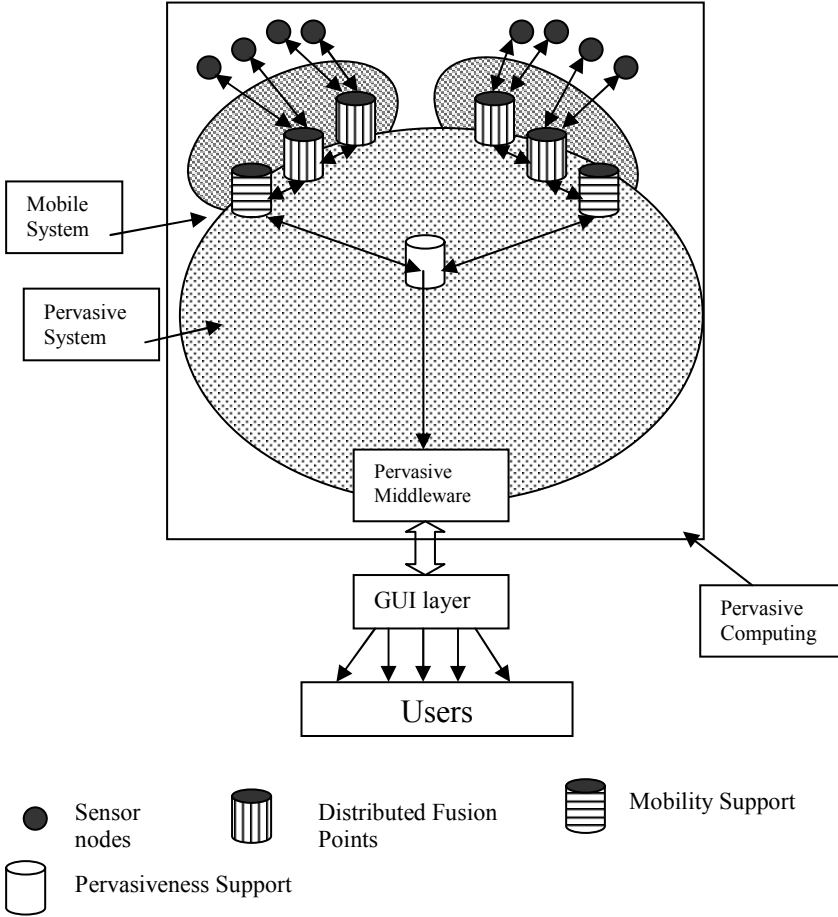 Mobile
System
Pervasive
System
Pervasive
Middleware
GUI layer
Pervasive
Computing
Users
Sensor
nodes
Distributed Fusion
Points
Mobility Support
Pervasiveness Support